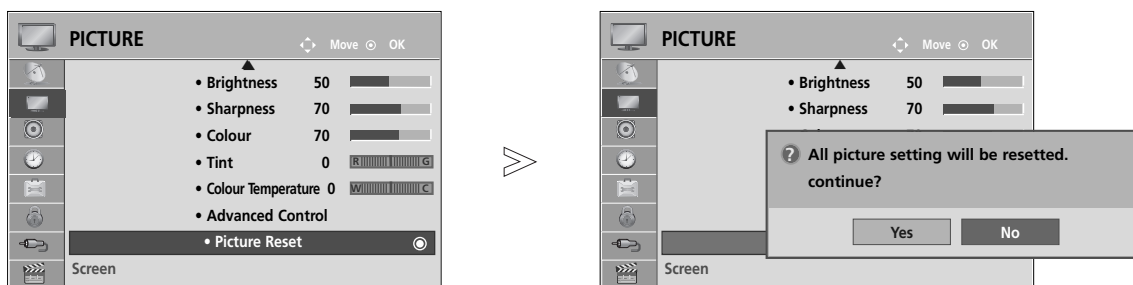 PICTURE
Move OK
• Brightness 50
• Sharpness 70
• Colour 70
• Tint 0 R G
• Colour Temperature 0 W C
• Advanced Control
• Picture Reset
Screen
PICTURE
Move OK
• Brightness 50
• Sharpness 70
? All picture setting will be resetted.
continue?
Yes No
Screen